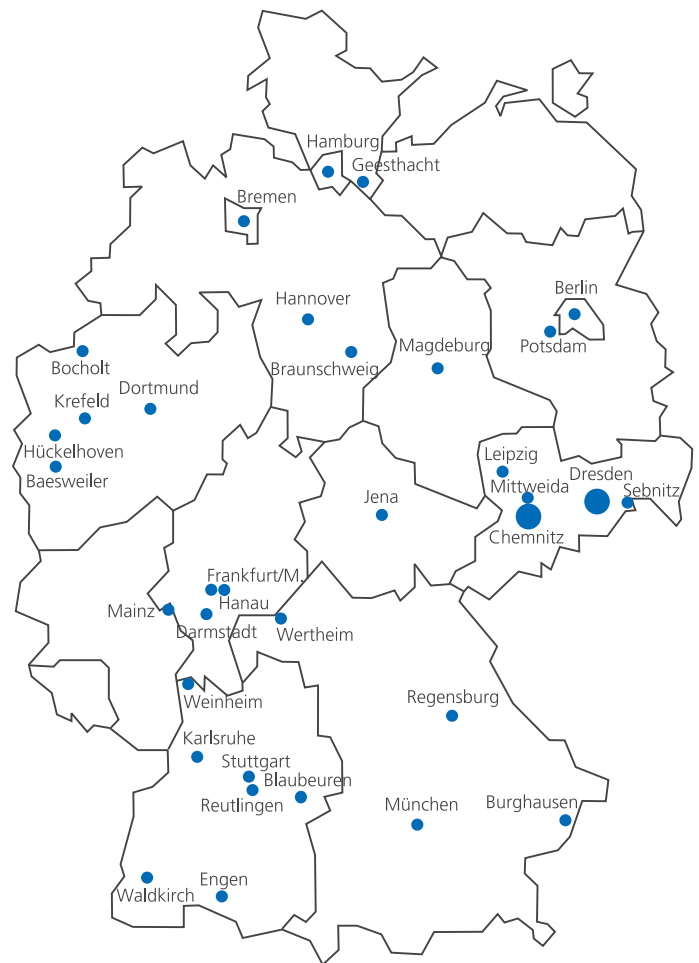 Hamburg
Geesthacht
Bremen
Berlin
Hannover
Potsdam
Braunschweig
Magdeburg
Bocholt
Dortmund
Krefeld
Hückelhoven
Leipzig
Dresden
Baesweiler
Mittweida
Sebnitz
Jena
Chemnitz
Frankfurt/M.
Hanau
Mainz
Darmstadt
Wertheim
Weinheim
Regensburg
Karlsruhe
Stuttgart
Blaubeuren
Reutlingen
München
Burghausen
Engen
Waldkirch